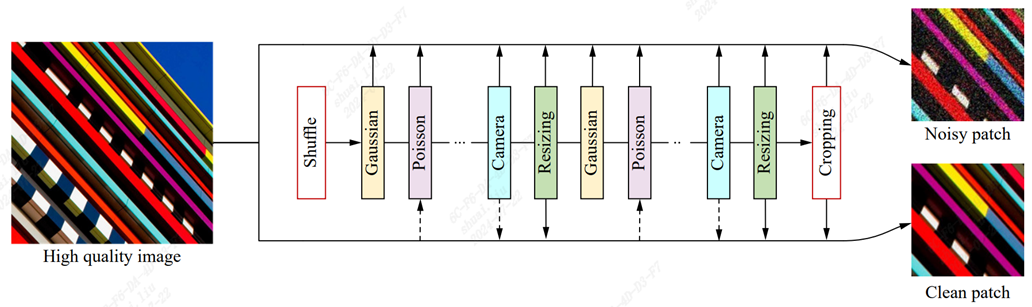 High quality image
Shuffle
Gaussian
Poisson
...
Camera
Resizing
Gaussian
Poisson
..
Camera
Resizing
Cropping
Noisy patch
Clean patch